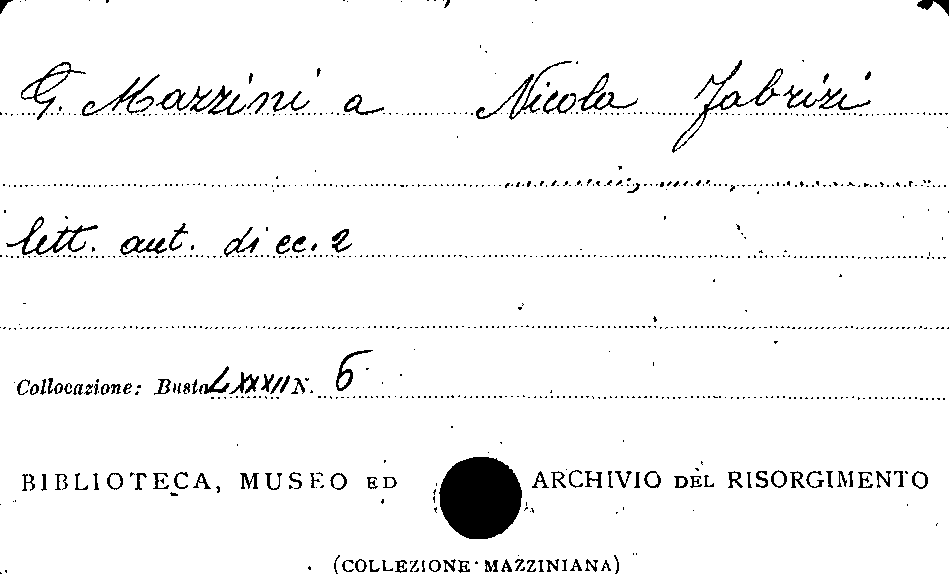 G. Mazzini a Nicola Fabrizi
lett. aut. di cc. 2
Collocazione: Busta LXXXII N. 6
BIBLIOTECA, MUSEO ED ARCHIVIO DEL RISORGIMENTO
(COLLEZIONE MAZZINIANA)